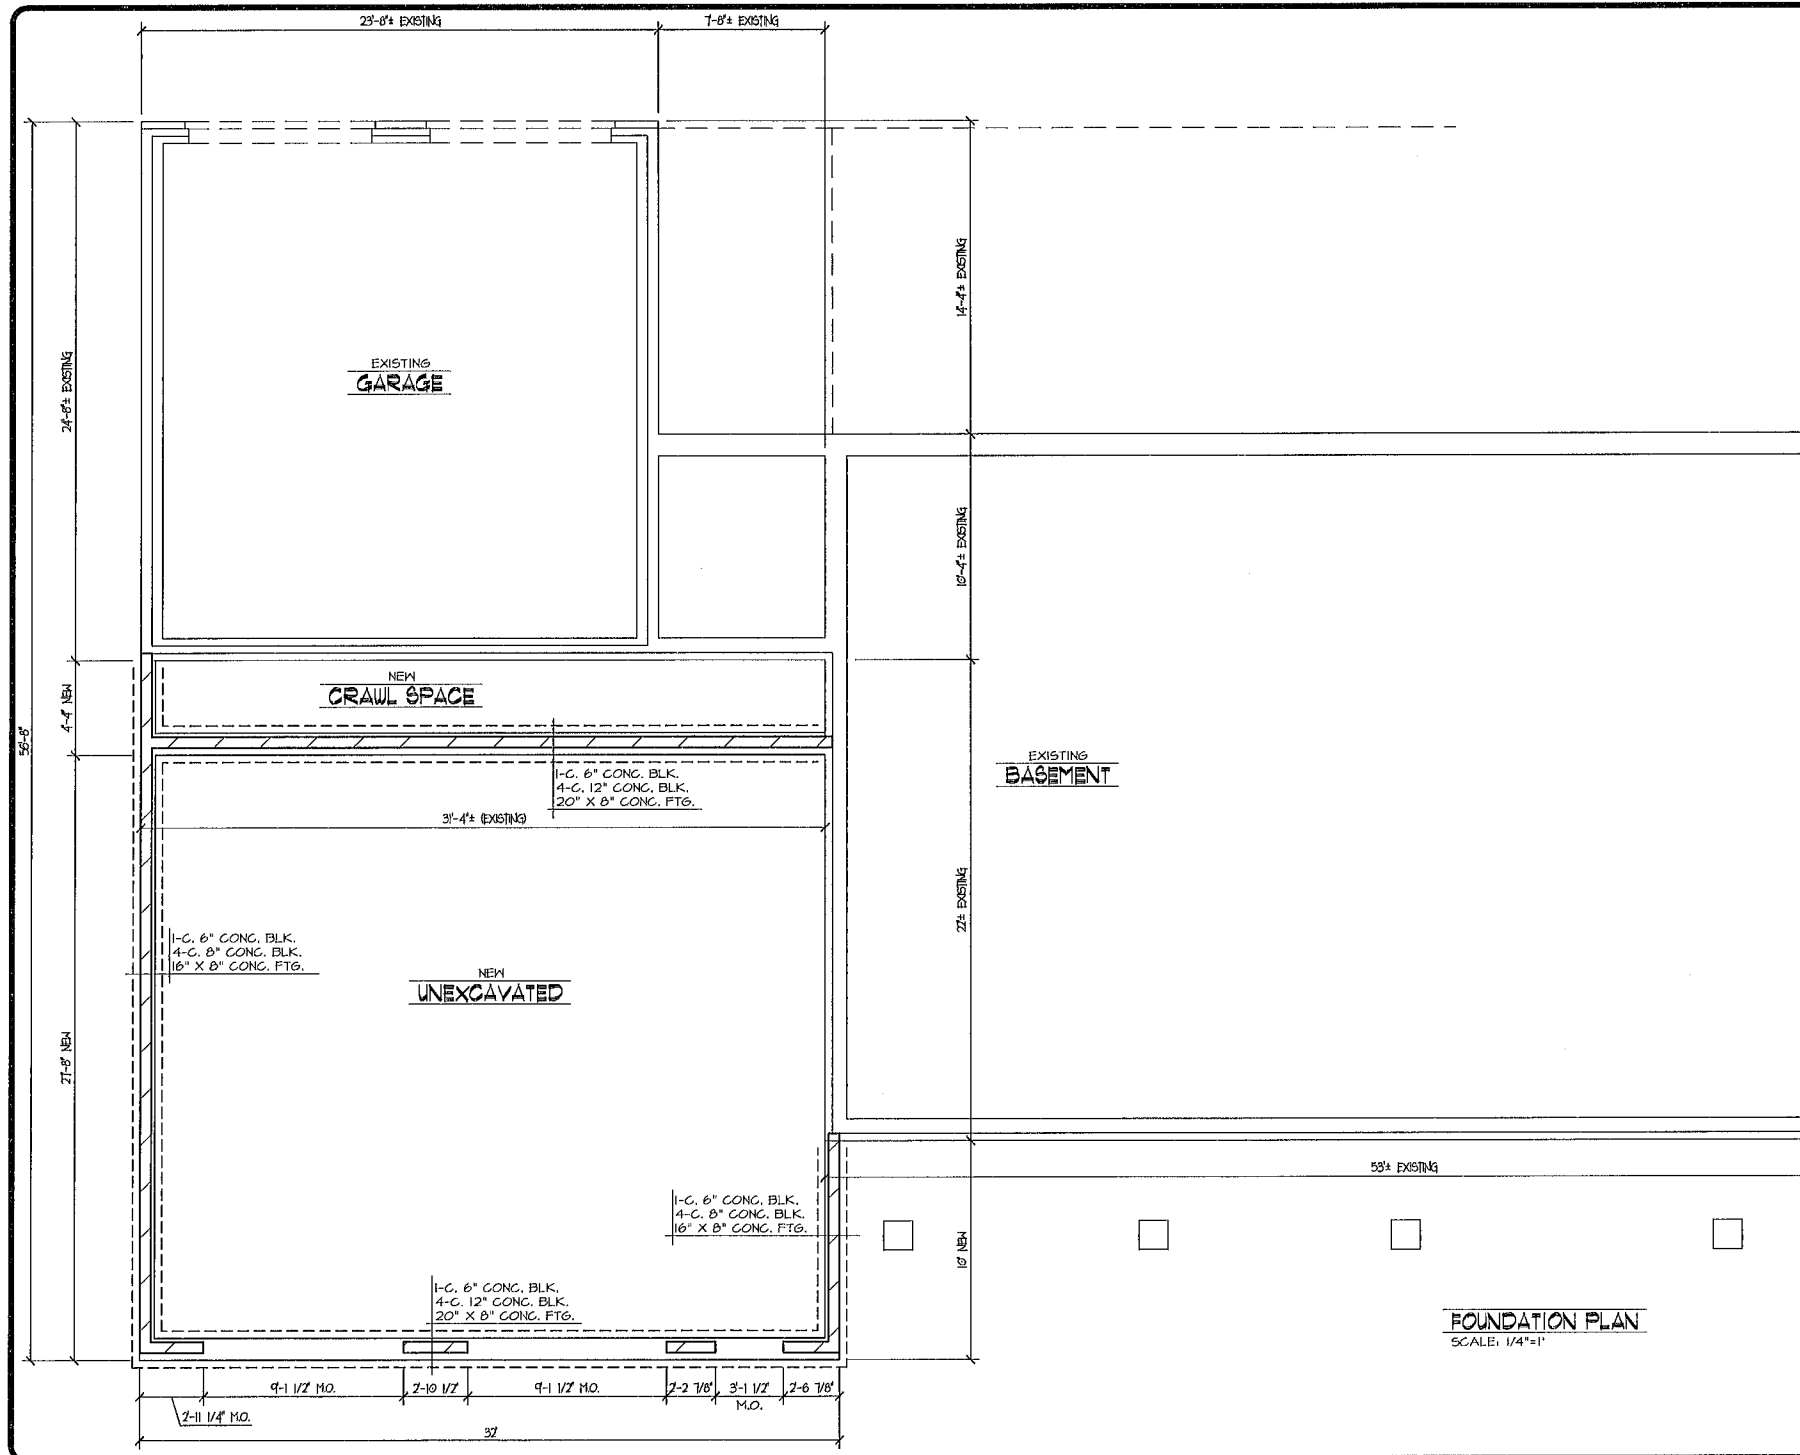 23'-8"± EXISTING
7'-8"± EXISTING
14'-4"± EXISTING
24'-8"± EXISTING
EXISTING
GARAGE
10'-4"± EXISTING
NEW
CRAWL SPACE
4'-4" NEW
56'-8"
1-C. 6" CONC. BLK.
4-C. 12" CONC. BLK.
20" X 8" CONC. FTG.
31'-4"± (EXISTING)
EXISTING
BASEMENT
22'± EXISTING
1-C. 6" CONC. BLK.
4-C. 8" CONC. BLK.
16" X 8" CONC. FTG.
NEW
UNEXCAVATED
27'-8" NEW
53'± EXISTING
1-C. 6" CONC. BLK.
4-C. 8" CONC. BLK.
16" X 8" CONC. FTG.
10' NEW
1-C. 6" CONC. BLK.
4-C. 12" CONC. BLK.
20" X 8" CONC. FTG.
FOUNDATION PLAN
SCALE: 1/4"=1'
9'-1 1/2" M.O.
2'-10 1/2"
9'-1 1/2" M.O.
2'-2 7/8"
3'-1 1/2"
M.O.
2'-6 7/8"
2'-11 1/4" M.O.
32'